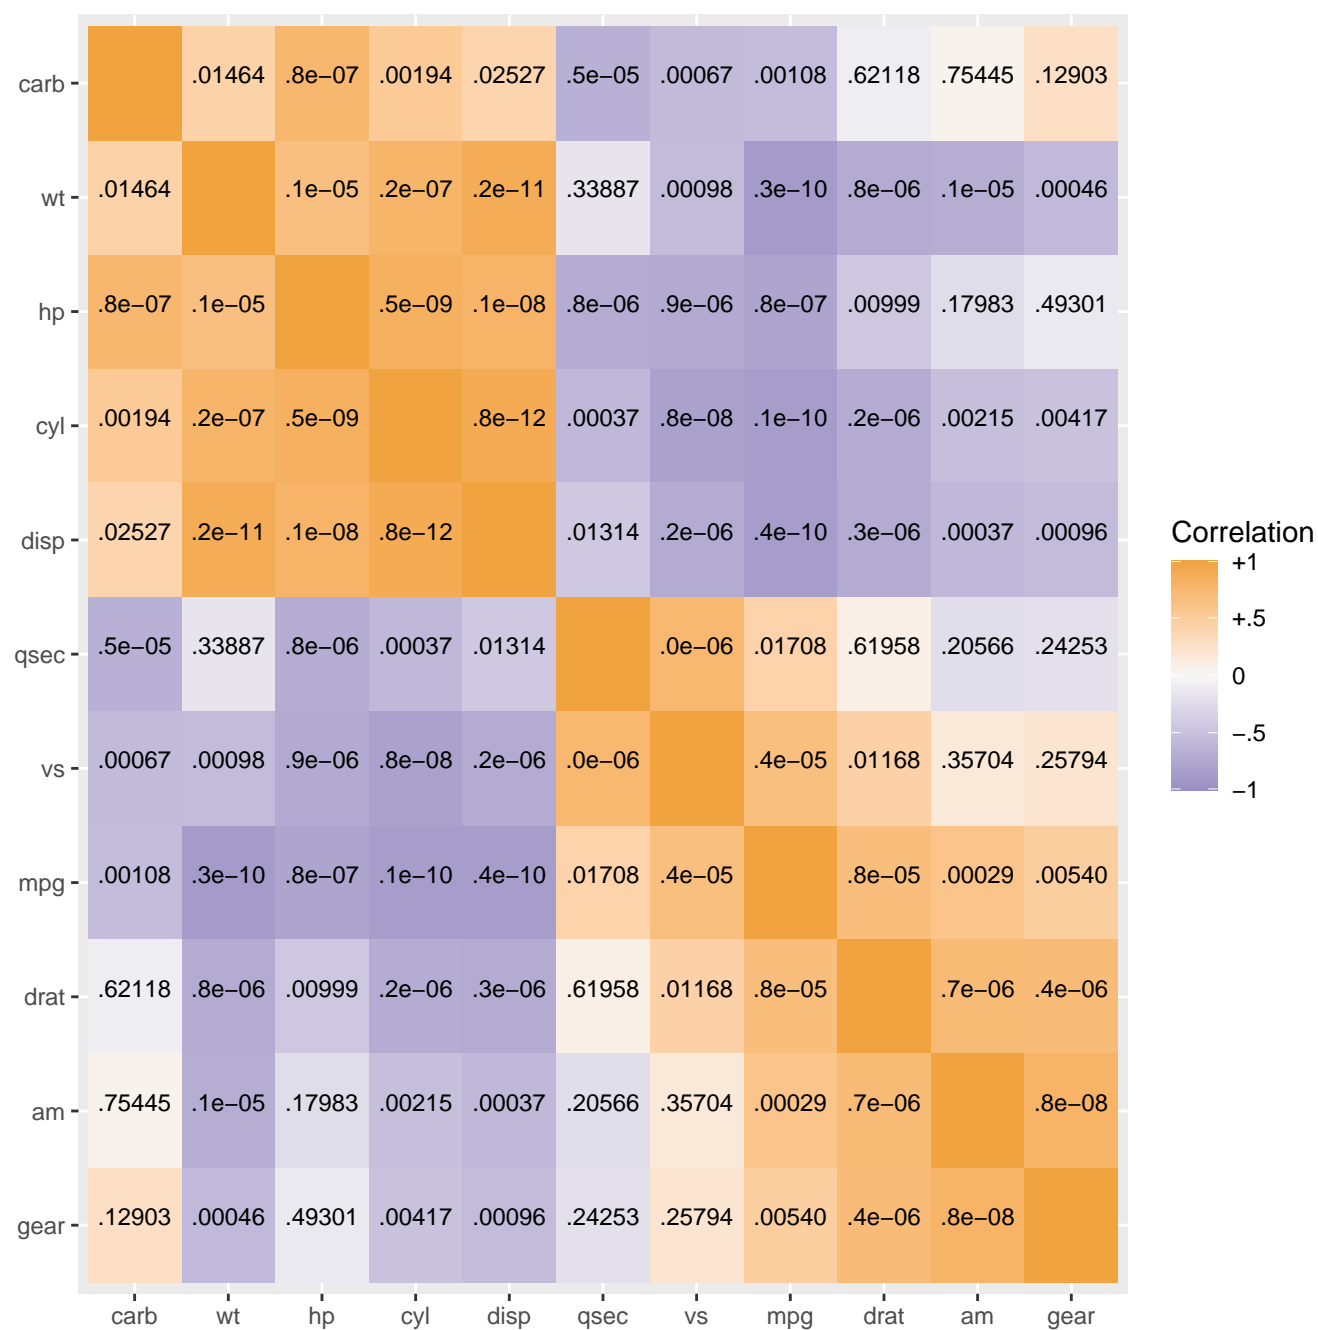 carb .01464 .8e−07 .00194 .02527 .5e−05 .00067 .00108 .62118 .75445 .12903
wt .01464 .1e−05 .2e−07 .2e−11 .33887 .00098 .3e−10 .8e−06 .1e−05 .00046
hp .8e−07 .1e−05 .5e−09 .1e−08 .8e−06 .9e−06 .8e−07 .00999 .17983 .49301
cyl .00194 .2e−07 .5e−09 .8e−12 .00037 .8e−08 .1e−10 .2e−06 .00215 .00417
disp .02527 .2e−11 .1e−08 .8e−12 .01314 .2e−06 .4e−10 .3e−06 .00037 .00096
qsec .5e−05 .33887 .8e−06 .00037 .01314 .0e−06 .01708 .61958 .20566 .24253
vs .00067 .00098 .9e−06 .8e−08 .2e−06 .0e−06 .4e−05 .01168 .35704 .25794
mpg .00108 .3e−10 .8e−07 .1e−10 .4e−10 .01708 .4e−05 .8e−05 .00029 .00540
drat .62118 .8e−06 .00999 .2e−06 .3e−06 .61958 .01168 .8e−05 .7e−06 .4e−06
am .75445 .1e−05 .17983 .00215 .00037 .20566 .35704 .00029 .7e−06 .8e−08
gear .12903 .00046 .49301 .00417 .00096 .24253 .25794 .00540 .4e−06 .8e−08
carb wt hp cyl disp qsec vs mpg drat am gear
Correlation
+1
+.5
0
−.5
−1